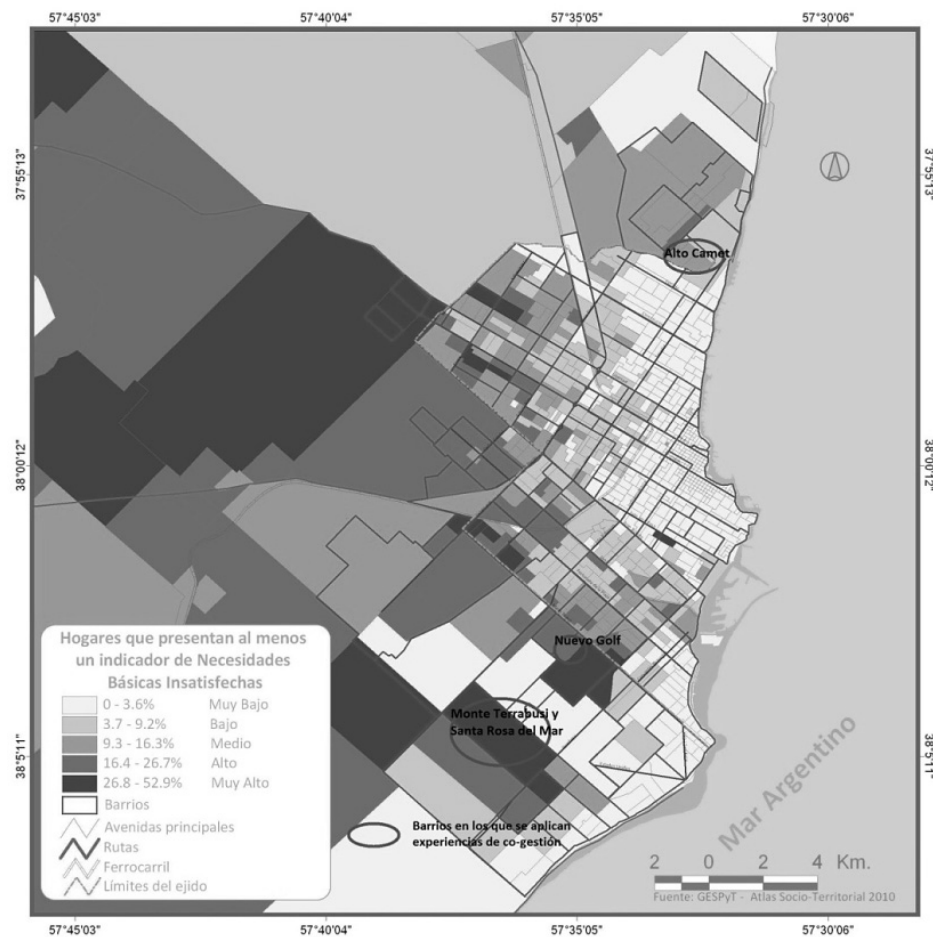 57°45'03"
57°40'04"
57°35'05"
57°30'06"
37°55'13"
37°55'13"
Alto Camet
38°00'12"
38°00'12"
Nuevo Golf
Monte Terrabusi y
Santa Rosa del Mar
38°5'11"
38°5'11"
Mar Argentino
Hogares que presentan al menos
un indicador de Necesidades
Básicas Insatisfechas
0 - 3.6% Muy Bajo
3.7 - 9.2% Bajo
9.3 - 16.3% Medio
16.4 - 26.7% Alto
26.8 - 52.9% Muy Alto
Barrios
Avenidas principales
Rutas
Ferrocarril
Límites del ejido
Barrios en los que se aplican
experiencias de co-gestión
2 0 2 4 Km.
Fuente: GESPyT - Atlas Socio-Territorial 2010
57°45'03"
57°40'04"
57°35'05"
57°30'06"